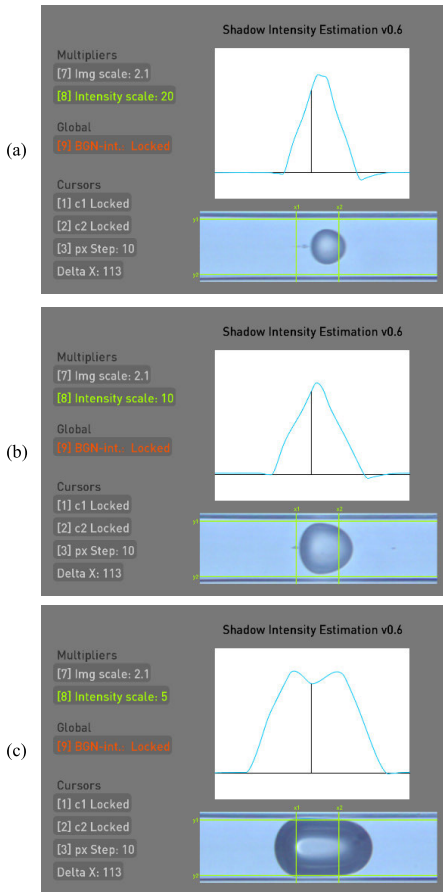 (a)
Shadow Intensity Estimation v0.6
Multipliers
[7] Img scale: 2.1
[8] Intensity scale: 20
Global
[9] BGN-int.: Locked
Cursors
[1] c1 Locked
[2] c2 Locked
[3] px Step: 10
Delta X: 113
x1 x2
y1
y2
(b)
Shadow Intensity Estimation v0.6
Multipliers
[7] Img scale: 2.1
[8] Intensity scale: 10
Global
[9] BGN-int.: Locked
Cursors
[1] c1 Locked
[2] c2 Locked
[3] px Step: 10
Delta X: 113
x1 x2
y1
y2
(c)
Shadow Intensity Estimation v0.6
Multipliers
[7] Img scale: 2.1
[8] Intensity scale: 5
Global
[9] BGN-int.: Locked
Cursors
[1] c1 Locked
[2] c2 Locked
[3] px Step: 10
Delta X: 113
x1 x2
y1
y2